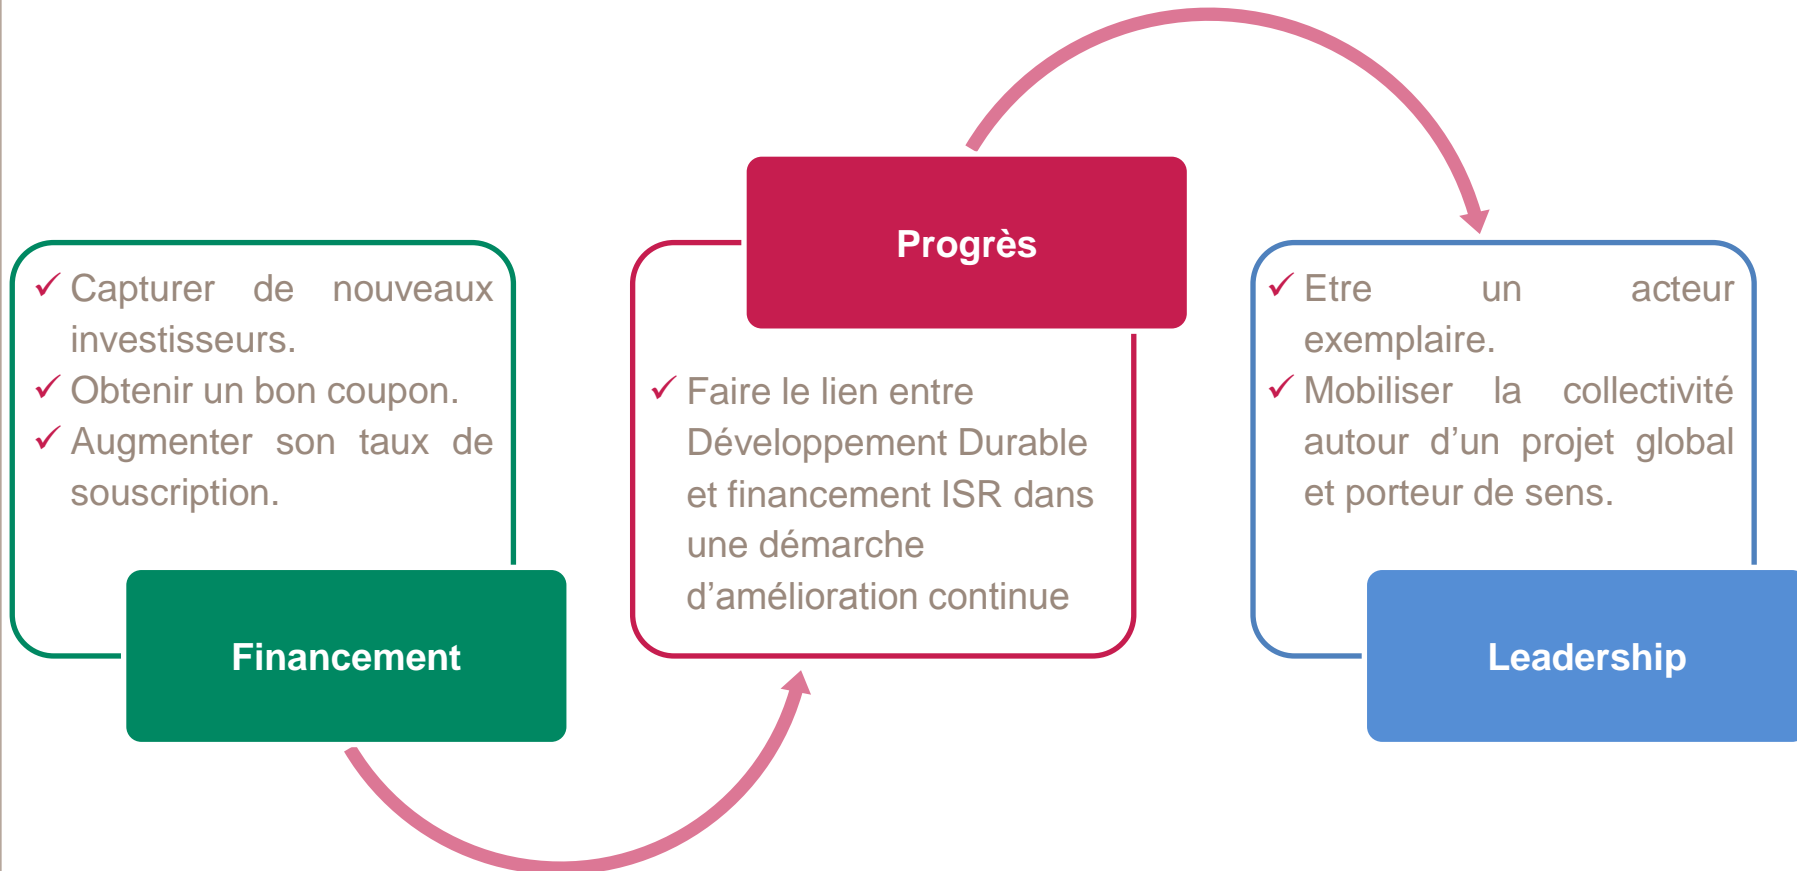 Capturer de nouveaux
investisseurs.
Obtenir un bon coupon.
Augmenter son taux de
souscription.
Financement
Progrès
Faire le lien entre
Développement Durable
et financement ISR dans
une démarche
d’amélioration continue
Etre un acteur
exemplaire.
Mobiliser la collectivité
autour d’un projet global
et porteur de sens.
Leadership